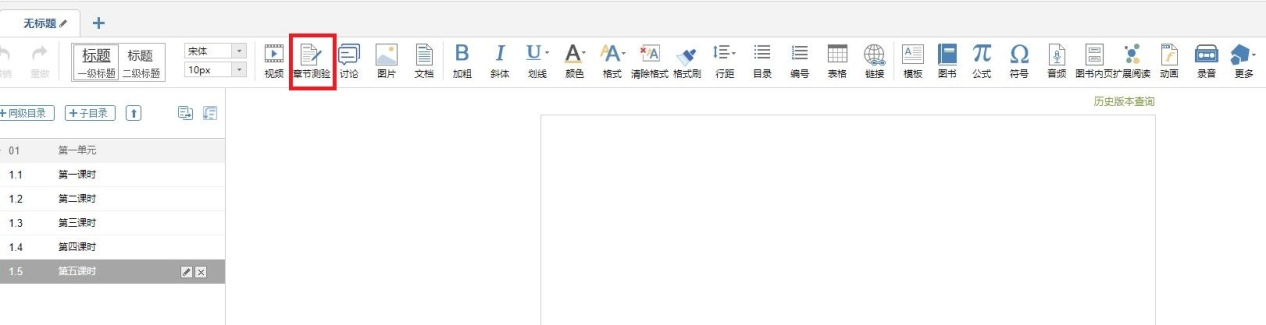 无标题
+
标题 标题 宋体
一级标题 二级标题 10px
重做 视频 章节测验 讨论 图片 文档 B 加粗 I 斜体 U 划线 A 颜色 AA 格式 清除格式 格式刷 行距 目录 编号 表格 链接 模板 图书 π 公式 Ω 符号 音频 图书内页 扩展阅读 动画 录音 更多
历史版本查询
+同级目录 +子目录
01 第一单元
1.1 第一课时
1.2 第二课时
1.3 第三课时
1.4 第四课时
1.5 第五课时